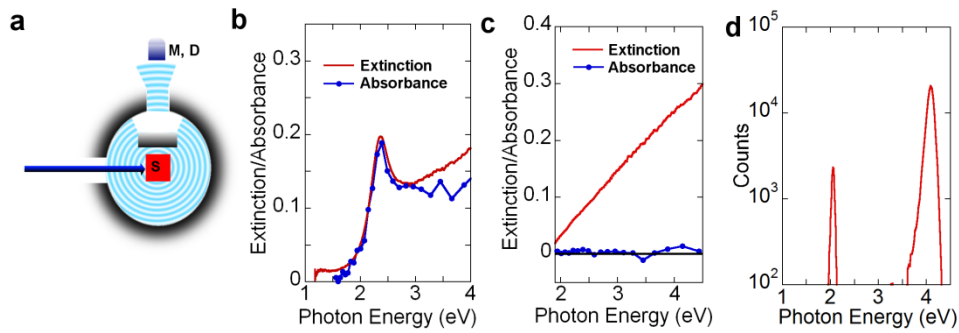 a
M, D
S
b
Extinction/Absorbance
0.3
0.2
0.1
0
Extinction
Absorbance
1 2 3 4
Photon Energy (eV)
c
Extinction/Absorbance
0.4
0.3
0.2
0.1
0
Extinction
Absorbance
2 3 4
Photon Energy (eV)
d
Counts
10^5
10^4
10^3
10^2
1 2 3 4
Photon Energy (eV)